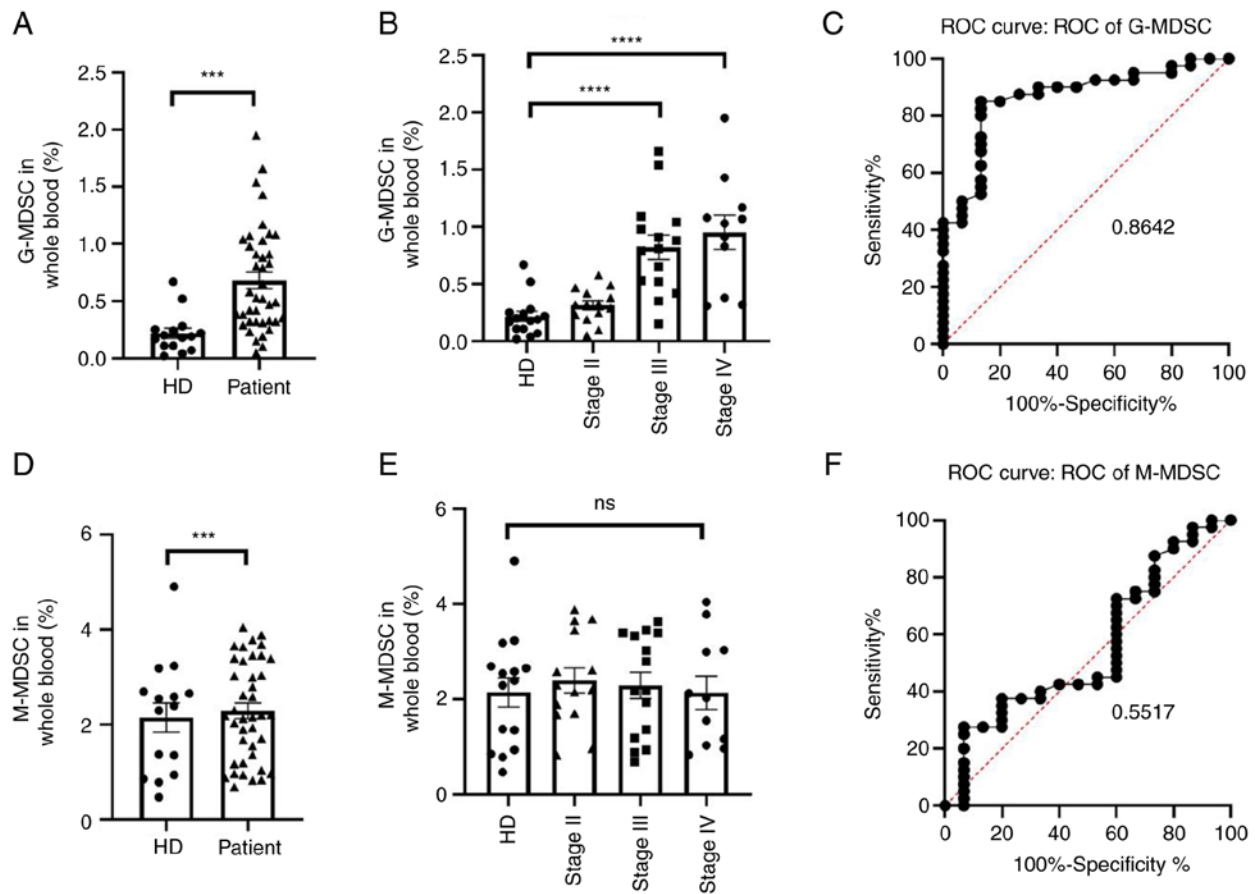 A
G-MDSC in
whole blood (%)
2.5
2.0
1.5
1.0
0.5
0.0
***
HD
Patient
B
G-MDSC in
whole blood (%)
2.5
2.0
1.5
1.0
0.5
0.0
****
****
HD
Stage II
Stage III
Stage IV
C
ROC curve: ROC of G-MDSC
Sensitivity%
100
80
60
40
20
0
0.8642
0 20 40 60 80 100
100%-Specificity%
D
M-MDSC in
whole blood (%)
6
4
2
0
***
HD
Patient
E
M-MDSC in
whole blood (%)
6
4
2
0
ns
HD
Stage II
Stage III
Stage IV
F
ROC curve: ROC of M-MDSC
Sensitivity%
100
80
60
40
20
0
0.5517
0 20 40 60 80 100
100%-Specificity %